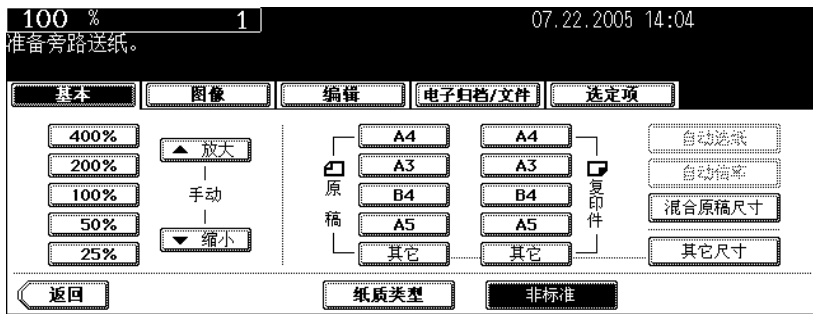 100 % 1 07.22.2005 14:04
准备旁路送纸。
基本 图像 编辑 电子归档/文件 选定项
400% ▲ 放大 A4 A4 自动选纸
200% A3 A3 自动倍率
100% 手动 原稿 B4 B4 复印件 混合原稿尺寸
50% ▼ 缩小 A5 A5
25% 其它 其它 其它尺寸
返回 纸质类型 非标准